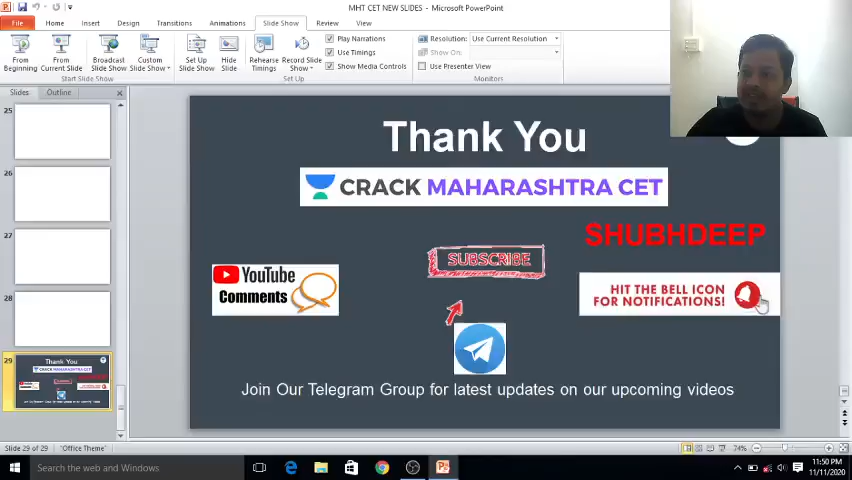 MHT CET NEW SLIDES - Microsoft PowerPoint
File Home Insert Design Transitions Animations Slide Show Review View
From Beginning
From Current Slide
Broadcast Slide Show
Custom Slide Show
Set Up Slide Show
Hide Slide
Rehearse Timings
Record Slide Show
Play Narrations
Use Timings
Show Media Controls
Resolution: Use Current Resolution
Show On:
Use Presenter View
Start Slide Show
Set Up
Monitors
Slides Outline
25
26
27
28
29
Thank You
CRACK MAHARASHTRA CET
SHUBHDEEP
SUBSCRIBE
YouTube
Comments
HIT THE BELL ICON
FOR NOTIFICATIONS!
Join Our Telegram Group for latest updates on our upcoming videos
Slide 29 of 29 "Office Theme" 74%
Search the web and Windows
11:50 PM
11/11/2020